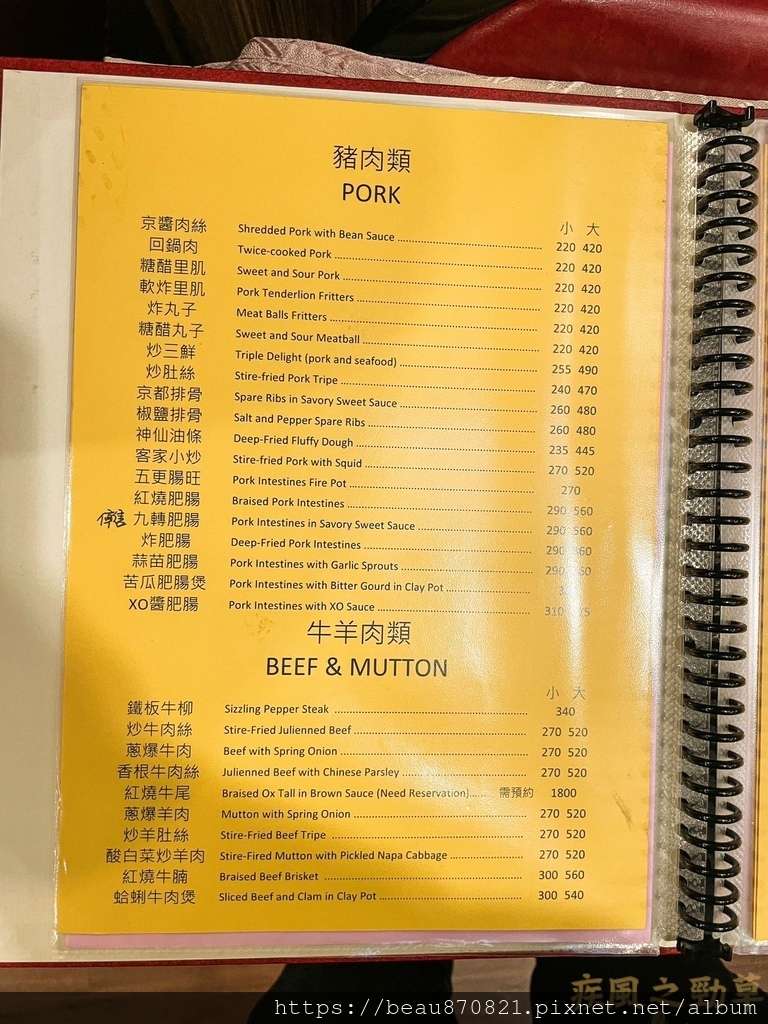 豬肉類
PORK
小 大
京醬肉絲 Shredded Pork with Bean Sauce 220 420
回鍋肉 Twice-cooked Pork 220 420
糖醋里肌 Sweet and Sour Pork 220 420
軟炸里肌 Pork Tenderlion Fritters 220 420
炸丸子 Meat Balls Fritters 220 420
糖醋丸子 Sweet and Sour Meatball 220 420
炒三鮮 Triple Delight (pork and seafood) 255 490
炒肚絲 Stire-fried Pork Tripe 240 470
京都排骨 Spare Ribs in Savory Sweet Sauce 260 480
椒鹽排骨 Salt and Pepper Spare Ribs 260 480
神仙油條 Deep-Fried Fluffy Dough 235 445
客家小炒 Stire-fried Pork with Squid 270 520
五更腸旺 Pork Intestines Fire Pot 270
紅燒肥腸 Braised Pork Intestines 290 560
停售 九轉肥腸 Pork Intestines in Savory Sweet Sauce 290 560
炸肥腸 Deep-Fried Pork Intestines 290
蒜苗肥腸 Pork Intestines with Garlic Sprouts 290
苦瓜肥腸煲 Pork Intestines with Bitter Gourd in Clay Pot
XO醬肥腸 Pork Intestines with XO Sauce 310
牛羊肉類
BEEF & MUTTON
小 大
鐵板牛柳 Sizzling Pepper Steak 340
炒牛肉絲 Stire-Fried Julienned Beef 270 520
蔥爆牛肉 Beef with Spring Onion 270 520
香根牛肉絲 Julienned Beef with Chinese Parsley 270 520
紅燒牛尾 Braised Ox Tall in Brown Sauce (Need Reservation) 需預約 1800
蔥爆羊肉 Mutton with Spring Onion 270 520
炒羊肚絲 Stire-Fried Beef Tripe 270 520
酸白菜炒羊肉 Stire-Fired Mutton with Pickled Napa Cabbage 270 520
紅燒牛腩 Braised Beef Brisket 300 560
蛤蜊牛肉煲 Sliced Beef and Clam in Clay Pot 300 540
疾風之勁草
https://beau870821.pixnet.net/album